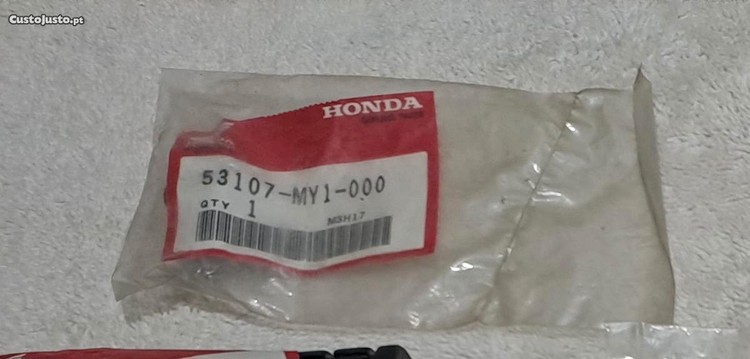 CustoJusto.pt
HONDA
53107-MY1-000
QTY 1
MSH17